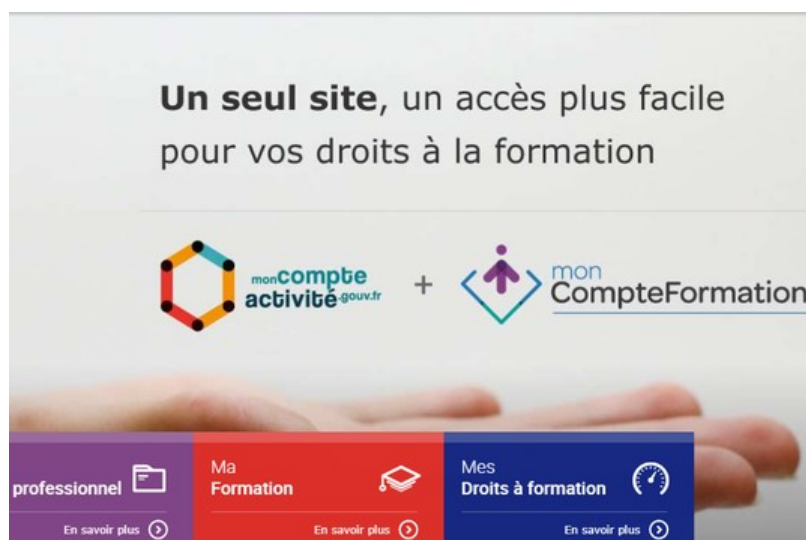 Un seul site, un accès plus facile
pour vos droits à la formation
mon compte
activité .gouv.fr
+
mon
CompteFormation
professionnel
En savoir plus
Ma
Formation
En savoir plus
Mes
Droits à formation
En savoir plus